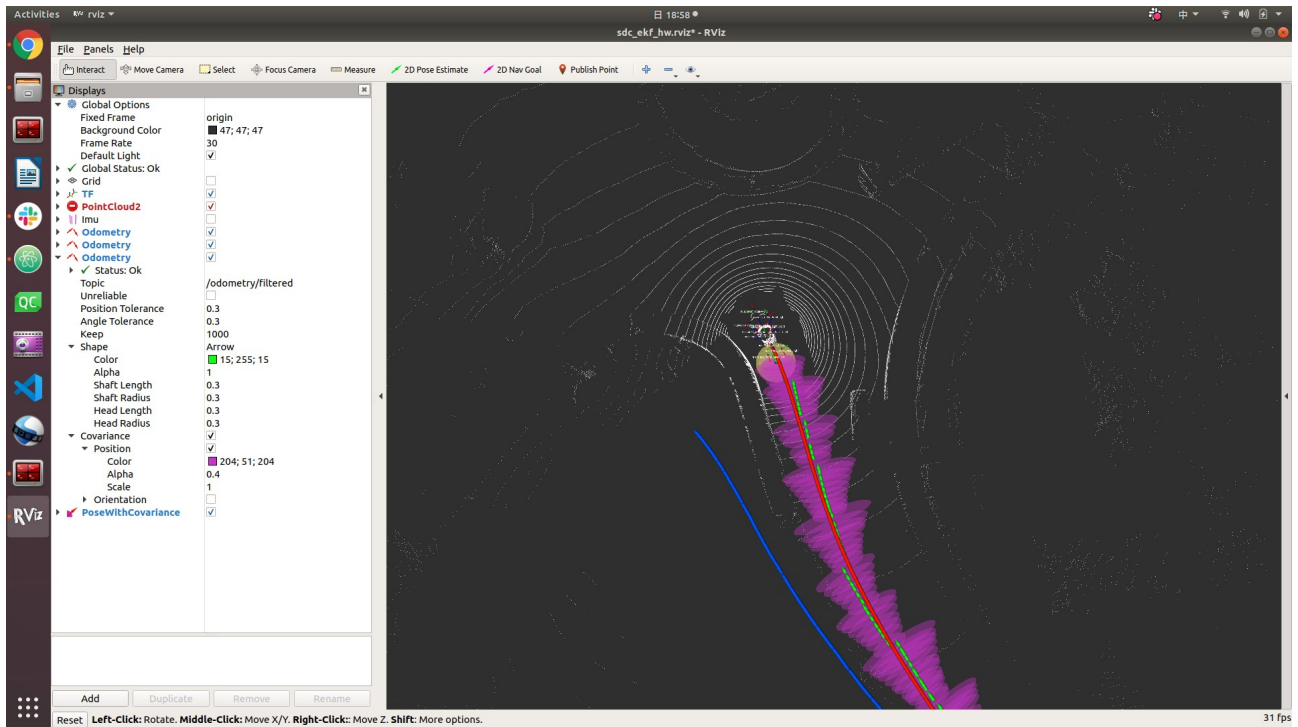 Activities RViz rviz 日 18:58 中
sdc_ekf_hw.rviz* - RViz
File Panels Help
Interact Move Camera Select Focus Camera Measure 2D Pose Estimate 2D Nav Goal Publish Point
Displays
Global Options
Fixed Frame origin
Background Color 47; 47; 47
Frame Rate 30
Default Light
Global Status: Ok
Grid
TF
PointCloud2
Imu
Odometry
Odometry
Odometry
Status: Ok
Topic /odometry/filtered
Unreliable
Position Tolerance 0.3
Angle Tolerance 0.3
Keep 1000
Shape Arrow
Color 15; 255; 15
Alpha 1
Shaft Length 0.3
Shaft Radius 0.3
Head Length 0.3
Head Radius 0.3
Covariance
Position
Color 204; 51; 204
Alpha 0.4
Scale 1
Orientation
PoseWithCovariance
QC
RViz
Add Duplicate Remove Rename
Reset Left-Click: Rotate. Middle-Click: Move X/Y. Right-Click:: Move Z. Shift: More options. 31 fps